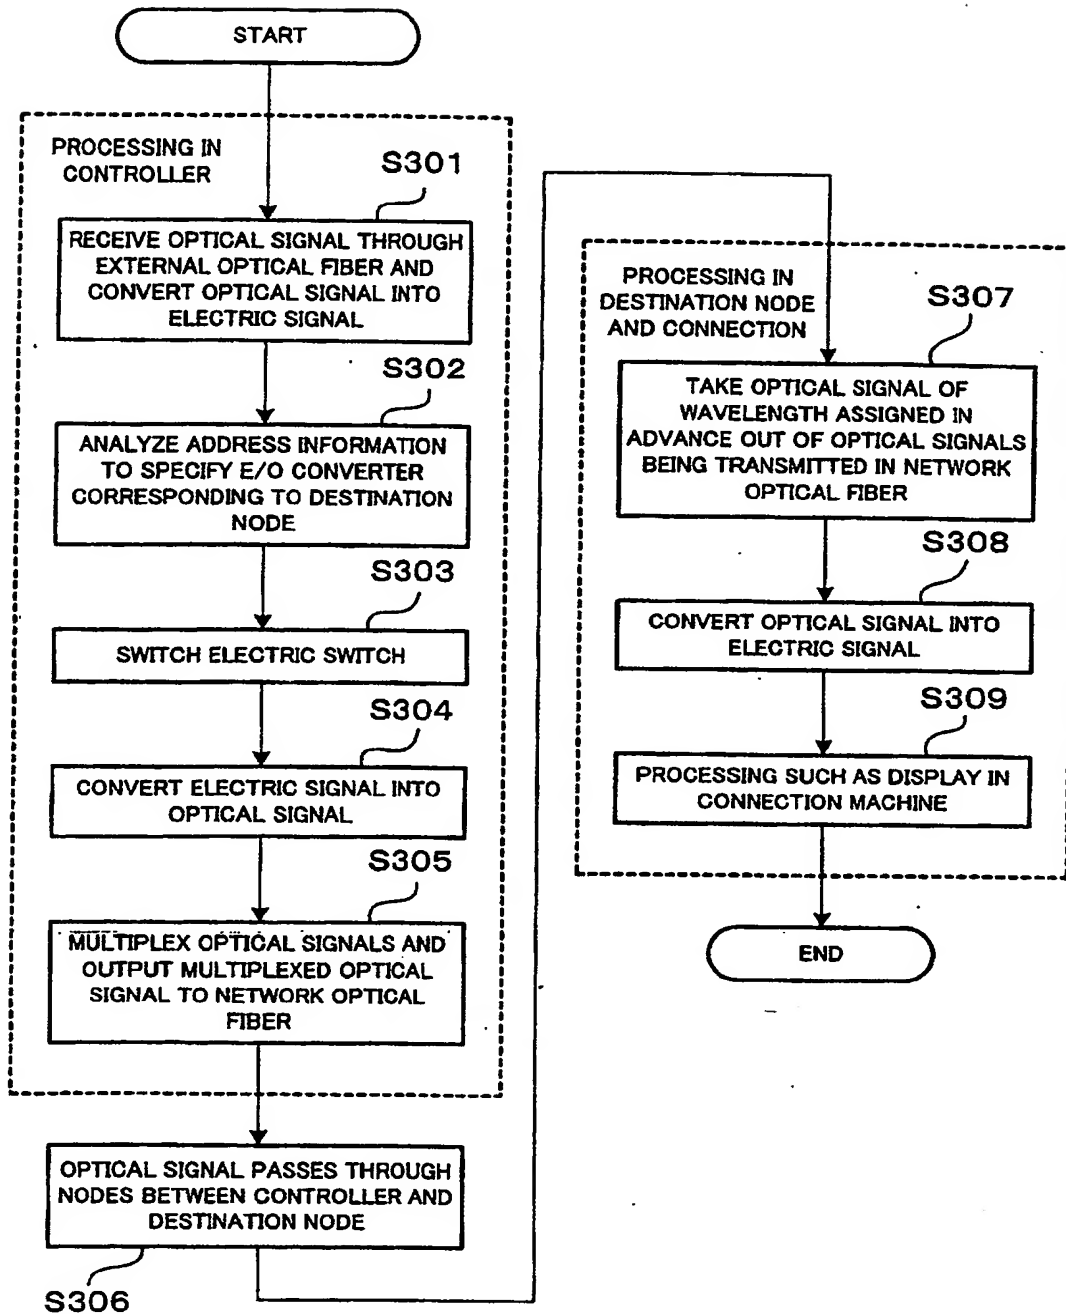 START
PROCESSING IN
CONTROLLER
S301
RECEIVE OPTICAL SIGNAL THROUGH
EXTERNAL OPTICAL FIBER AND
CONVERT OPTICAL SIGNAL INTO
ELECTRIC SIGNAL
S302
ANALYZE ADDRESS INFORMATION
TO SPECIFY E/O CONVERTER
CORRESPONDING TO DESTINATION
NODE
S303
SWITCH ELECTRIC SWITCH
S304
CONVERT ELECTRIC SIGNAL INTO
OPTICAL SIGNAL
S305
MULTIPLEX OPTICAL SIGNALS AND
OUTPUT MULTIPLEXED OPTICAL
SIGNAL TO NETWORK OPTICAL
FIBER
OPTICAL SIGNAL PASSES THROUGH
NODES BETWEEN CONTROLLER AND
DESTINATION NODE
S306
PROCESSING IN
DESTINATION NODE
AND CONNECTION
S307
TAKE OPTICAL SIGNAL OF
WAVELENGTH ASSIGNED IN
ADVANCE OUT OF OPTICAL SIGNALS
BEING TRANSMITTED IN NETWORK
OPTICAL FIBER
S308
CONVERT OPTICAL SIGNAL INTO
ELECTRIC SIGNAL
S309
PROCESSING SUCH AS DISPLAY IN
CONNECTION MACHINE
END